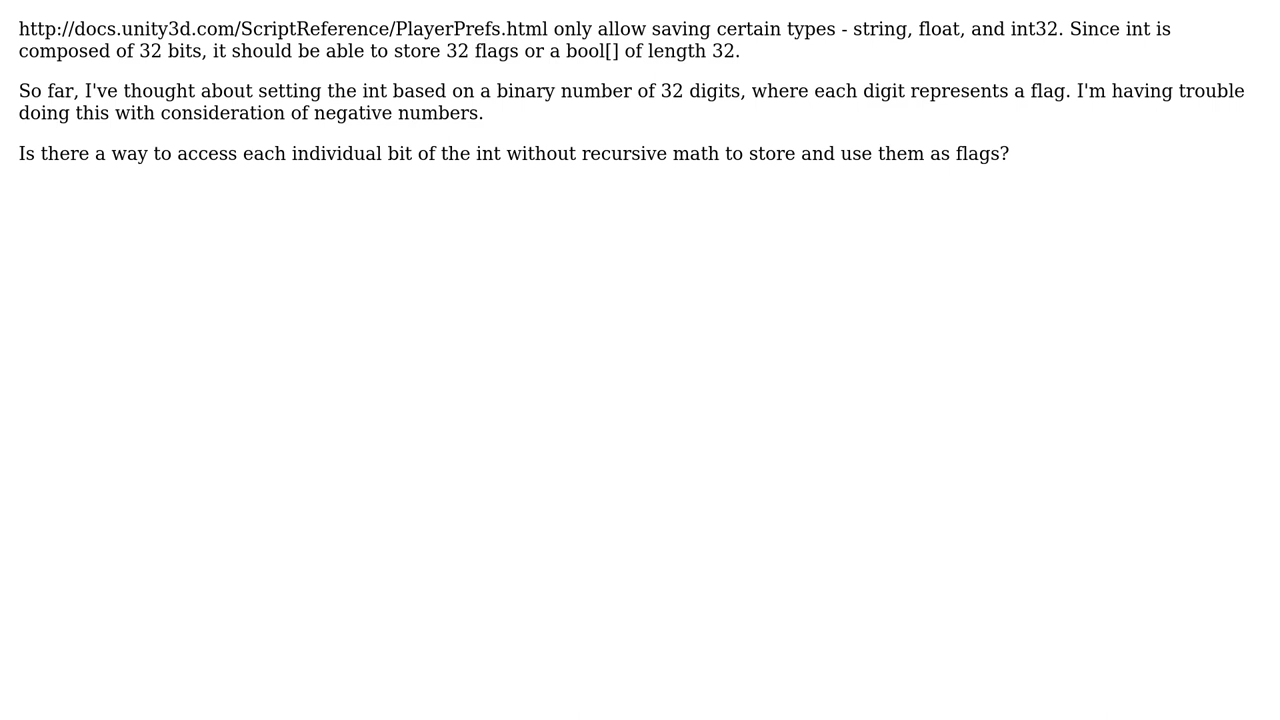 http://docs.unity3d.com/ScriptReference/PlayerPrefs.html only allow saving certain types - string, float, and int32. Since int is
composed of 32 bits, it should be able to store 32 flags or a bool[] of length 32.
So far, I've thought about setting the int based on a binary number of 32 digits, where each digit represents a flag. I'm having trouble
doing this with consideration of negative numbers.
Is there a way to access each individual bit of the int without recursive math to store and use them as flags?